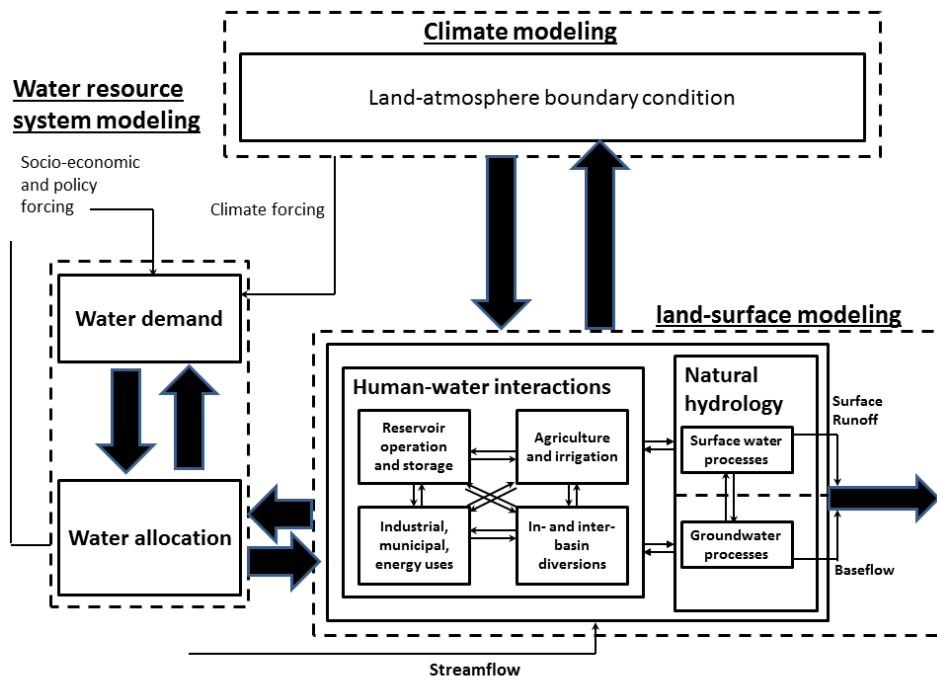 Climate modeling
Land-atmosphere boundary condition
Water resource
system modeling
Socio-economic
and policy
forcing
Climate forcing
Water demand
Water allocation
land-surface modeling
Human-water interactions
Reservoir
operation
and storage
Agriculture
and irrigation
Industrial,
municipal,
energy uses
In- and inter-
basin
diversions
Natural
hydrology
Surface water
processes
Groundwater
processes
Surface
Runoff
Baseflow
Streamflow